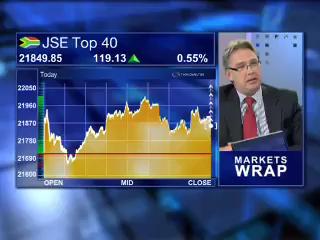 JSE Top 40
21849.85 119.13 0.55%
Today
22050
21960
21870
21780
21690
21600
OPEN MID CLOSE
MARKETS
WRAP